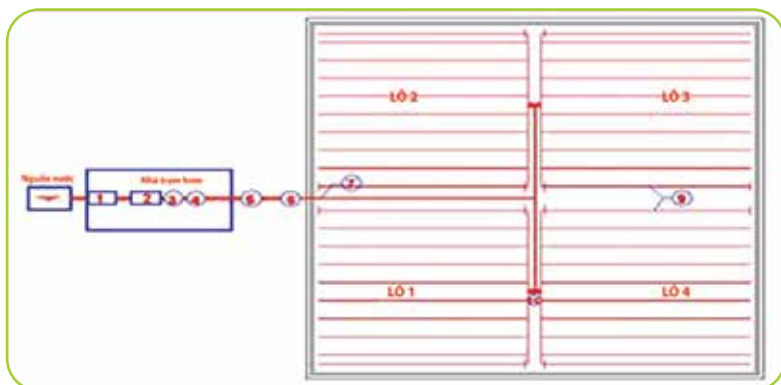 LÔ 2
LÔ 3
Nguồn nước
Nhà trạm bơm
1
2
3
4
5
6
7
9
LÔ 1
LÔ 4